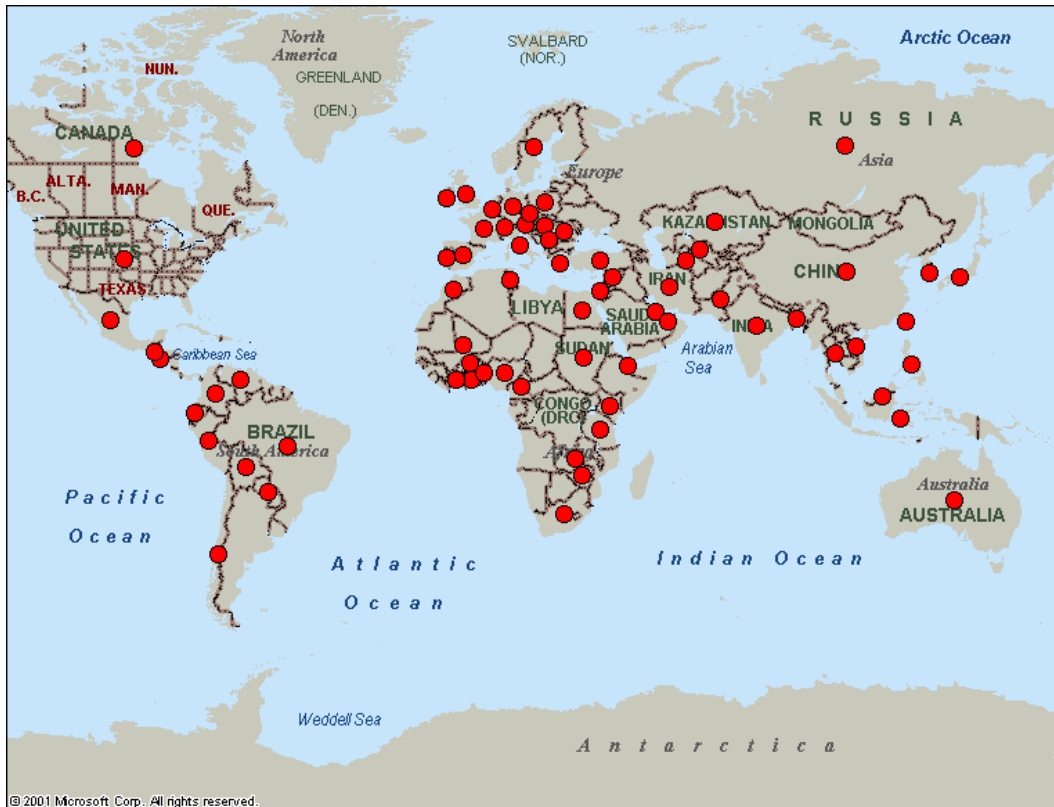 North
America
SVALBARD
(NOR.)
Arctic Ocean
NUN.
GREENLAND
(DEN.)
CANADA
R U S S I A
Asia
Europe
ALTA.
B.C.
MAN.
QUE.
UNITED
STATES
KAZAKHSTAN
MONGOLIA
TEXAS
IRAN
CHIN
LIBYA
SAUDI
ARABIA
INDIA
SUDAN
Caribbean Sea
Arabian
Sea
CONGO
(DRC)
BRAZIL
South America
Africa
Pacific
Ocean
Australia
AUSTRALIA
Atlantic
Ocean
Indian Ocean
Weddell Sea
Antarctica
© 2001 Microsoft Corp. All rights reserved.